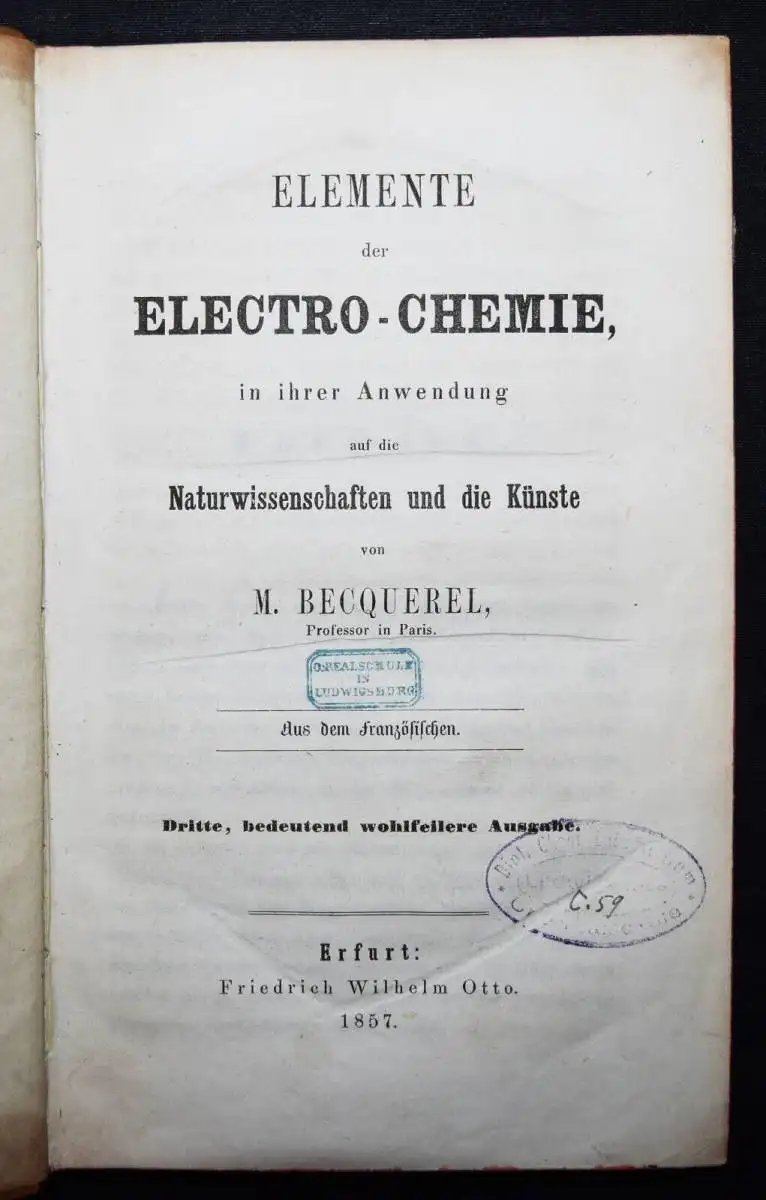 ELEMENTE
der
ELECTRO-CHEMIE,
in ihrer Anwendung
auf die
Naturwissenschaften und die Künste
von
M. BECQUEREL,
Professor in Paris.
O.REALSCHULE
IN
LUDWIGSBURG
Aus dem Französischen.
Dritte, bedeutend wohlfeilere Ausgabe.
C. 59
Erfurt:
Friedrich Wilhelm Otto.
1857.